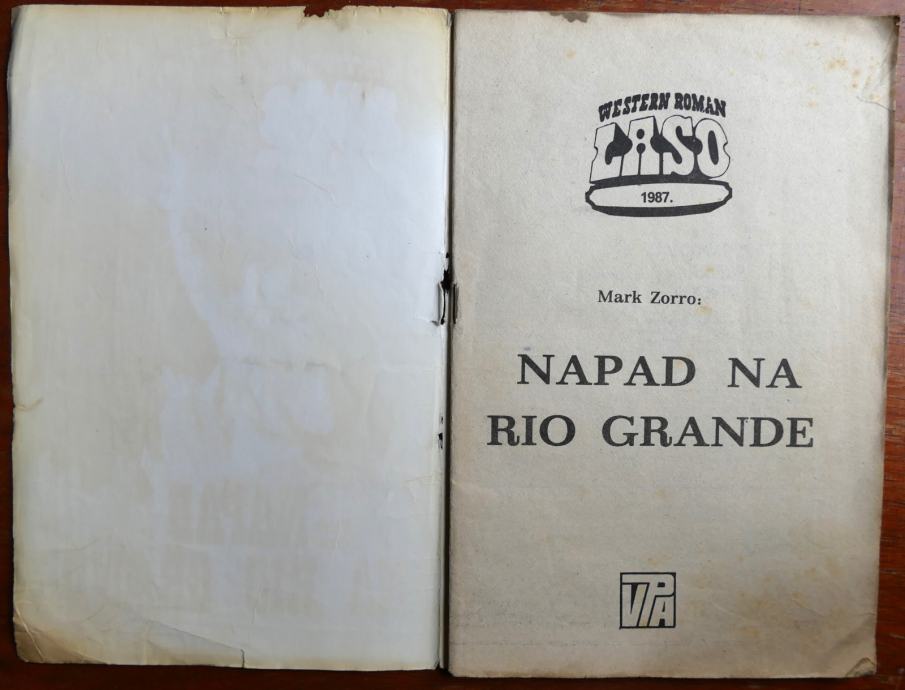 WESTERN ROMAN
LASO
1987.
Mark Zorro:
NAPAD NA
RIO GRANDE
VPA